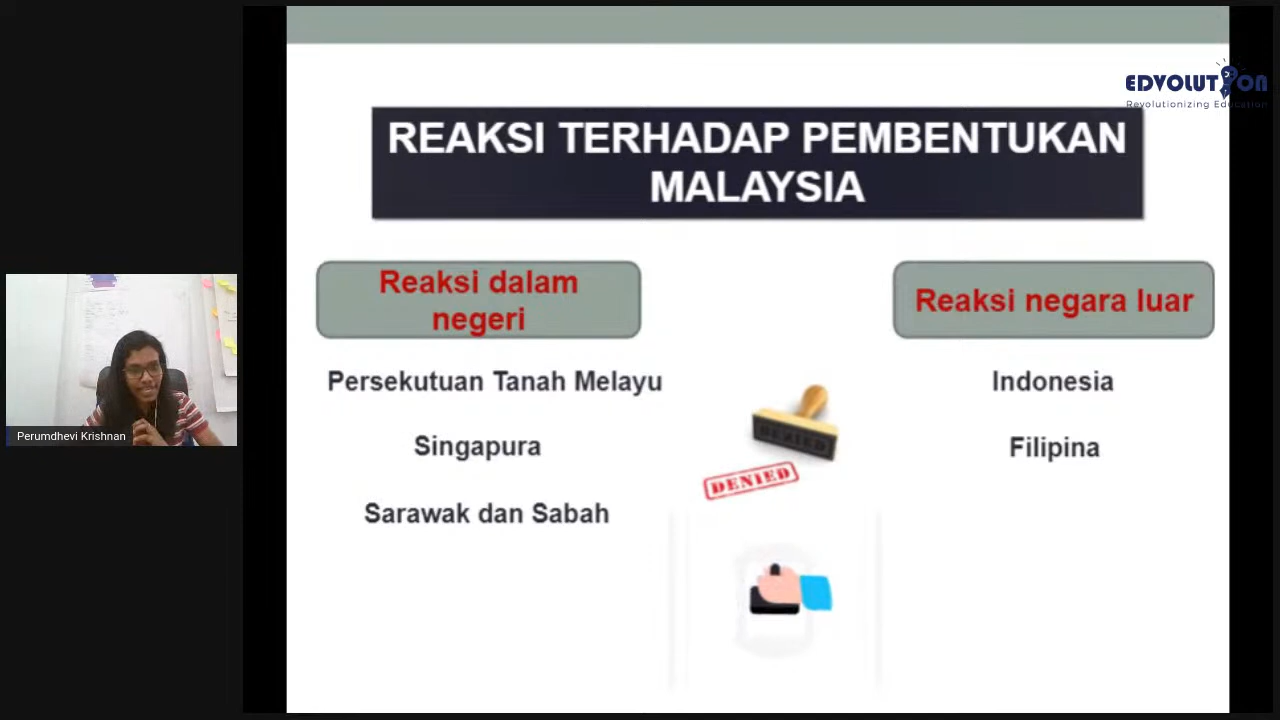 EDVOLUTION
Revolutionizing Education
REAKSI TERHADAP PEMBENTUKAN
MALAYSIA
Reaksi dalam
negeri
Reaksi negara luar
Persekutuan Tanah Melayu
Singapura
Sarawak dan Sabah
Indonesia
Filipina
DENIED
DENIED
Perumdhevi Krishnan